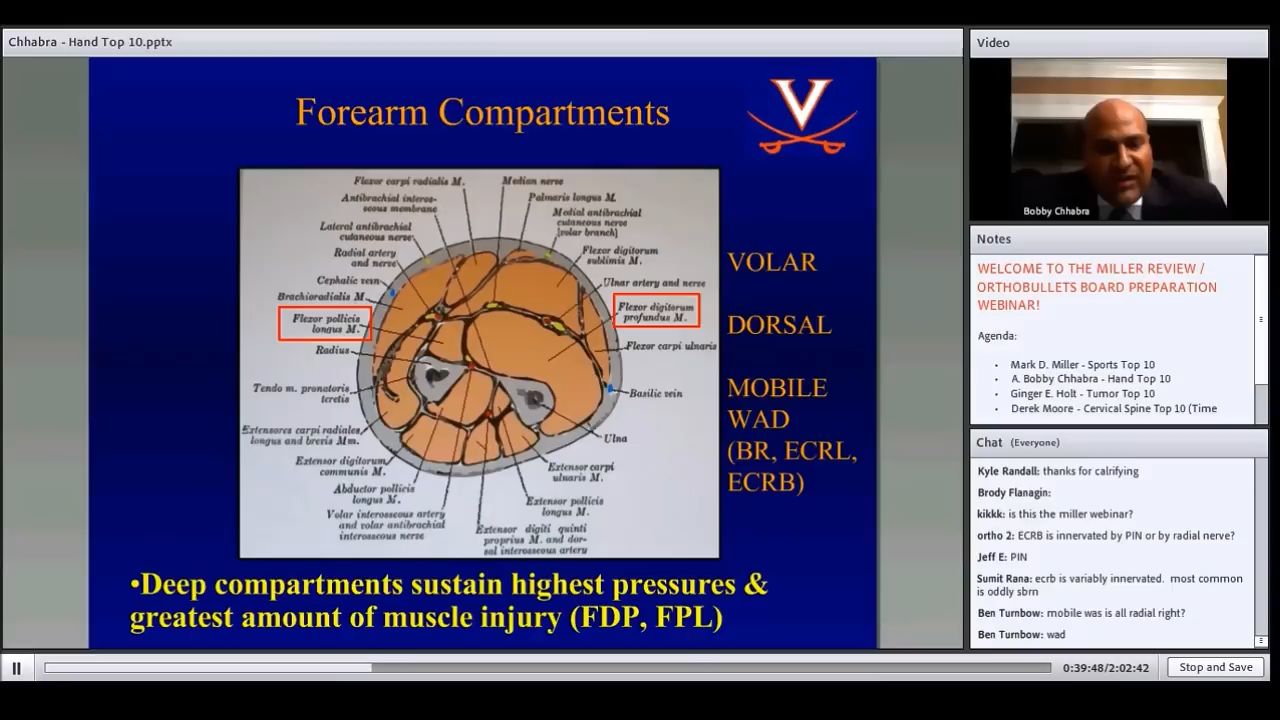 Chhabra - Hand Top 10.pptx
Forearm Compartments
V
Flexor carpi radialis M.
Antibrachial interos-
seous membrane
Lateral antibrachial
cutaneous nerve
Radial artery
and nerve
Cephalic vein
Brachioradialis M.
Flexor pollicis
longus M.
Radius
Tendo m. pronatoris
teretis
Extensores carpi radiales,
longus and brevis Mm.
Extensor digitorum
communis M.
Abductor pollicis
longus M.
Volar interosseous artery
and volar antibrachial
interosseous nerve
Median nerve
Palmaris longus M.
Medial antibrachial
cutaneous nerve
(volar branch)
Flexor digitorum
sublimis M.
Ulnar artery and nerve
Flexor digitorum
profundus M.
Flexor carpi ulnaris
Basilic vein
Ulna
Extensor carpi
ulnaris M.
Extensor pollicis
longus M.
Extensor digiti quinti
proprius M. and dor-
sal interosseous artery
VOLAR
DORSAL
MOBILE
WAD
(BR, ECRL,
ECRB)
•Deep compartments sustain highest pressures &
greatest amount of muscle injury (FDP, FPL)
Video
Bobby Chhabra
Notes
WELCOME TO THE MILLER REVIEW /
ORTHOBULLETS BOARD PREPARATION
WEBINAR!
Agenda:
• Mark D. Miller - Sports Top 10
• A. Bobby Chhabra - Hand Top 10
• Ginger E. Holt - Tumor Top 10
• Derek Moore - Cervical Spine Top 10 (Time
Chat (Everyone)
Kyle Randall: thanks for calrifying
Brody Flanagin:
kikkk: is this the miller webinar?
ortho 2: ECRB is innervated by PIN or by radial nerve?
Jeff E: PIN
Sumit Rana: ecrb is variably innervated. most common
is oddly sbrn
Ben Turnbow: mobile was is all radial right?
Ben Turnbow: wad
0:39:48/2:02:42
Stop and Save